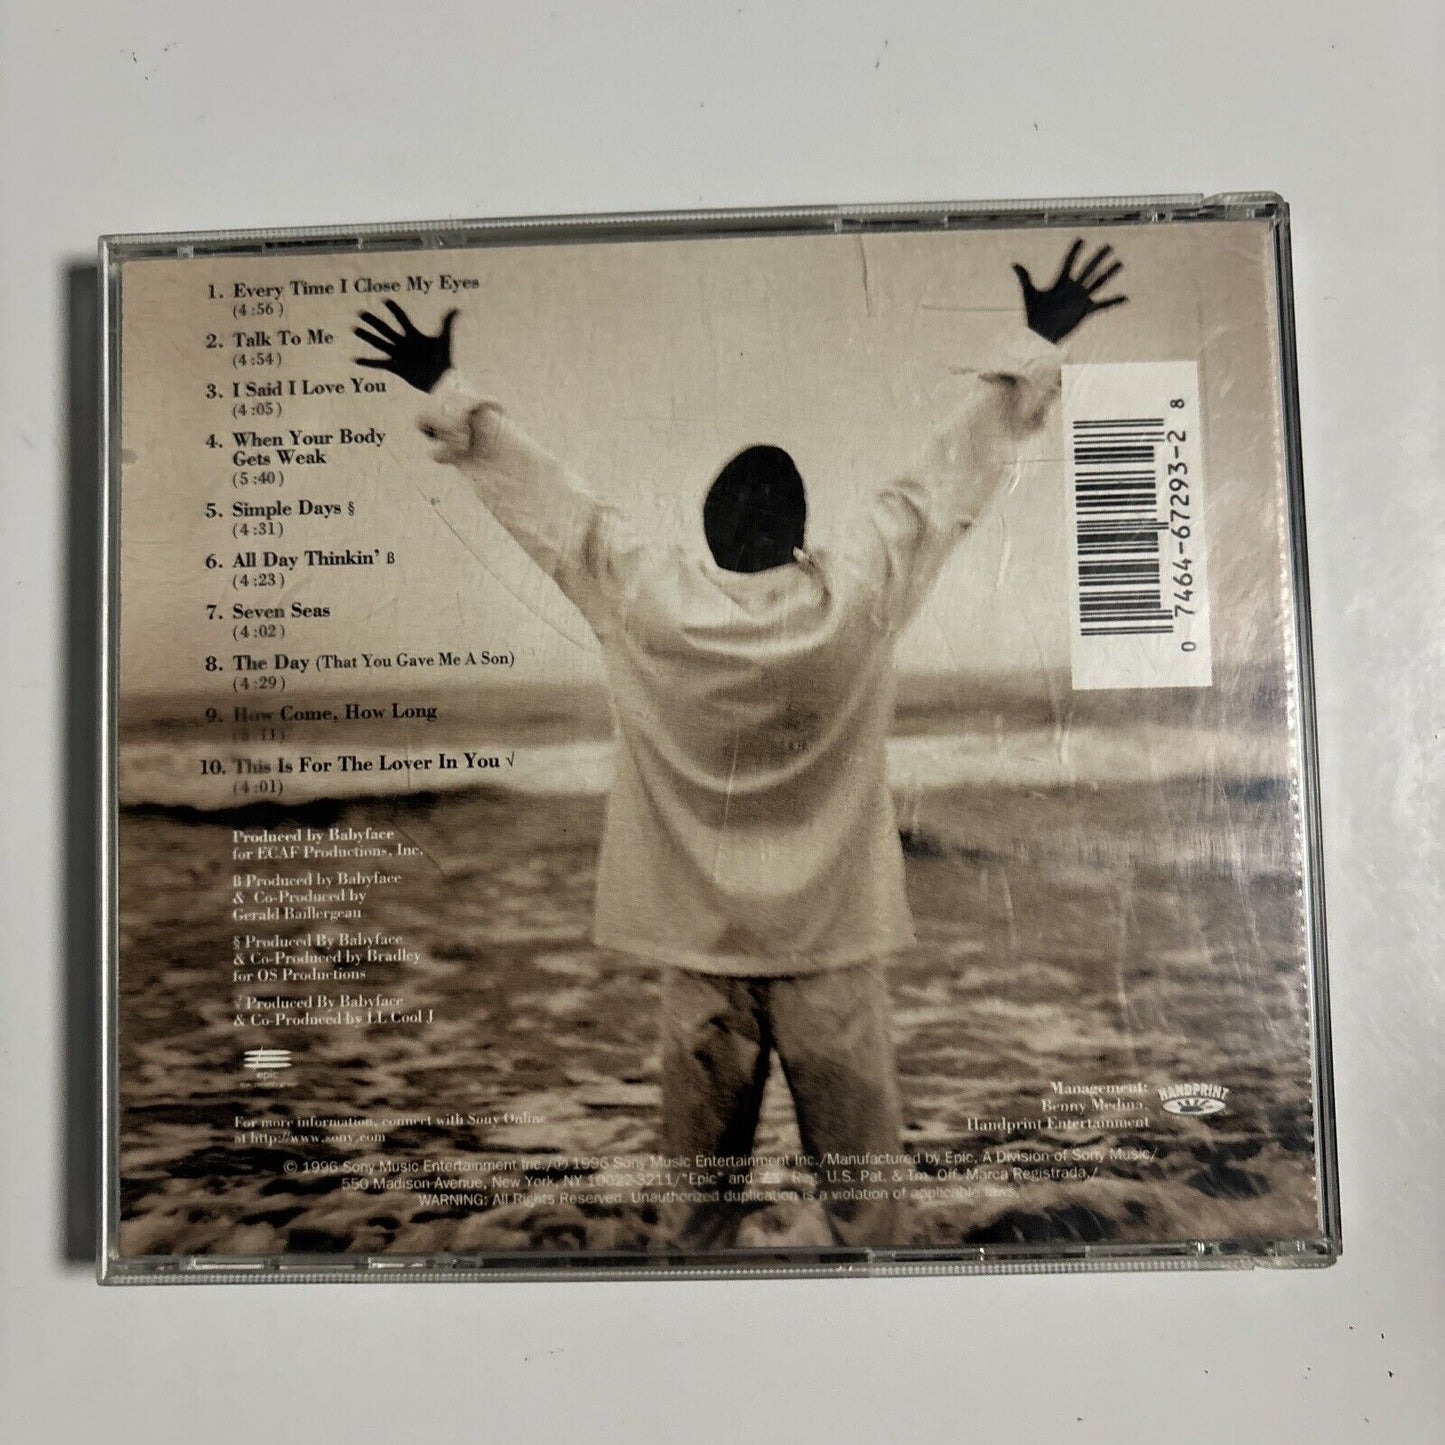 1. Every Time I Close My Eyes
(4:56)
2. Talk To Me
(4:54)
3. I Said I Love You
(4:05)
4. When Your Body
Gets Weak
(5:40)
5. Simple Days §
(4:31)
6. All Day Thinkin' ß
(4:23)
7. Seven Seas
(4:02)
8. The Day (That You Gave Me A Son)
(4:29)
9. How Come, How Long
10. This Is For The Lover In You √
(4:01)
Produced by Babyface
for ECAF Productions, Inc.
ß Produced by Babyface
& Co-Produced by
Gerald Baillergeau
§ Produced By Babyface
& Co-Produced by Bradley
for OS Productions
√ Produced By Babyface
& Co-Produced by LL Cool J
epic
For more information, connect with Sony Online
at http://www.sony.com
0 7464-67293-2 8
Management:
Benny Medina,
Handprint Entertainment
HANDPRINT
© 1996 Sony Music Entertainment Inc./℗ 1996 Sony Music Entertainment Inc./Manufactured by Epic, A Division of Sony Music/
550 Madison Avenue, New York, NY 10022-3211/"Epic" and Reg. U.S. Pat. & Tm. Off. Marca Registrada./
WARNING: All Rights Reserved. Unauthorized duplication is a violation of applicable laws.